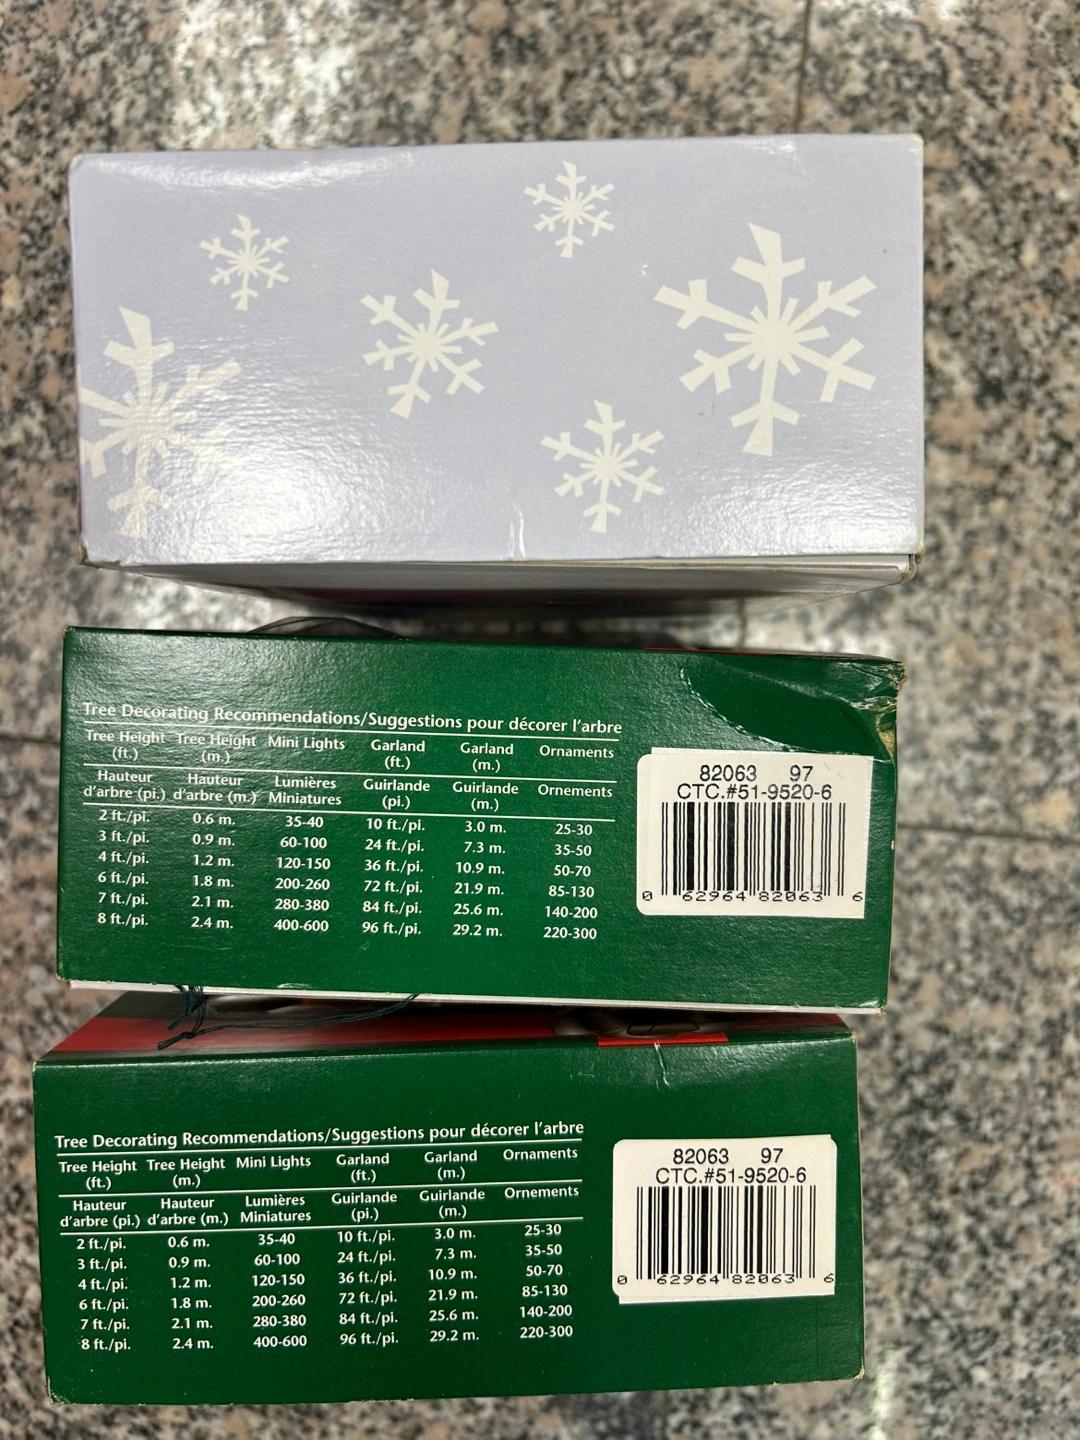 Tree Decorating Recommendations/Suggestions pour décorer l'arbre
Tree Height (ft.) Tree Height (m.) Mini Lights Garland (ft.) Garland (m.) Ornaments
Hauteur d'arbre (pi.) Hauteur d'arbre (m.) Lumières Miniatures Guirlande (pi.) Guirlande (m.) Ornements
2 ft./pi. 0.6 m. 35-40 10 ft./pi. 3.0 m. 25-30
3 ft./pi. 0.9 m. 60-100 24 ft./pi. 7.3 m. 35-50
4 ft./pi. 1.2 m. 120-150 36 ft./pi. 10.9 m. 50-70
6 ft./pi. 1.8 m. 200-260 72 ft./pi. 21.9 m. 85-130
7 ft./pi. 2.1 m. 280-380 84 ft./pi. 25.6 m. 140-200
8 ft./pi. 2.4 m. 400-600 96 ft./pi. 29.2 m. 220-300
82063 97
CTC.#51-9520-6
0 62964 82063 6
Tree Decorating Recommendations/Suggestions pour décorer l'arbre
Tree Height (ft.) Tree Height (m.) Mini Lights Garland (ft.) Garland (m.) Ornaments
Hauteur d'arbre (pi.) Hauteur d'arbre (m.) Lumières Miniatures Guirlande (pi.) Guirlande (m.) Ornements
2 ft./pi. 0.6 m. 35-40 10 ft./pi. 3.0 m. 25-30
3 ft./pi. 0.9 m. 60-100 24 ft./pi. 7.3 m. 35-50
4 ft./pi. 1.2 m. 120-150 36 ft./pi. 10.9 m. 50-70
6 ft./pi. 1.8 m. 200-260 72 ft./pi. 21.9 m. 85-130
7 ft./pi. 2.1 m. 280-380 84 ft./pi. 25.6 m. 140-200
8 ft./pi. 2.4 m. 400-600 96 ft./pi. 29.2 m. 220-300
82063 97
CTC.#51-9520-6
0 62964 82063 6